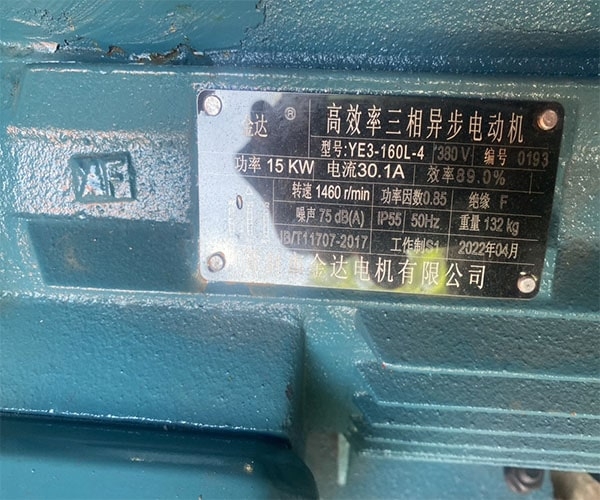 金达 ® 高效率三相异步电动机
型号:YE3-160L-4 380V 编号 0193
功率 15 KW 电流30.1A 效率89.0%
转速 1460 r/min 功率因数0.85 绝缘 F
噪声 75 dB(A) IP55 50Hz 重量 132 kg
JB/T11707-2017 工作制S1 2022年04月
金达电机有限公司